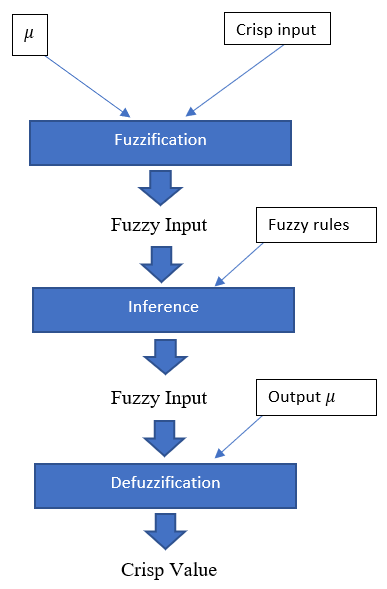 μ
Crisp input
Fuzzification
Fuzzy Input
Fuzzy rules
Inference
Fuzzy Input
Output μ
Defuzzification
Crisp Value